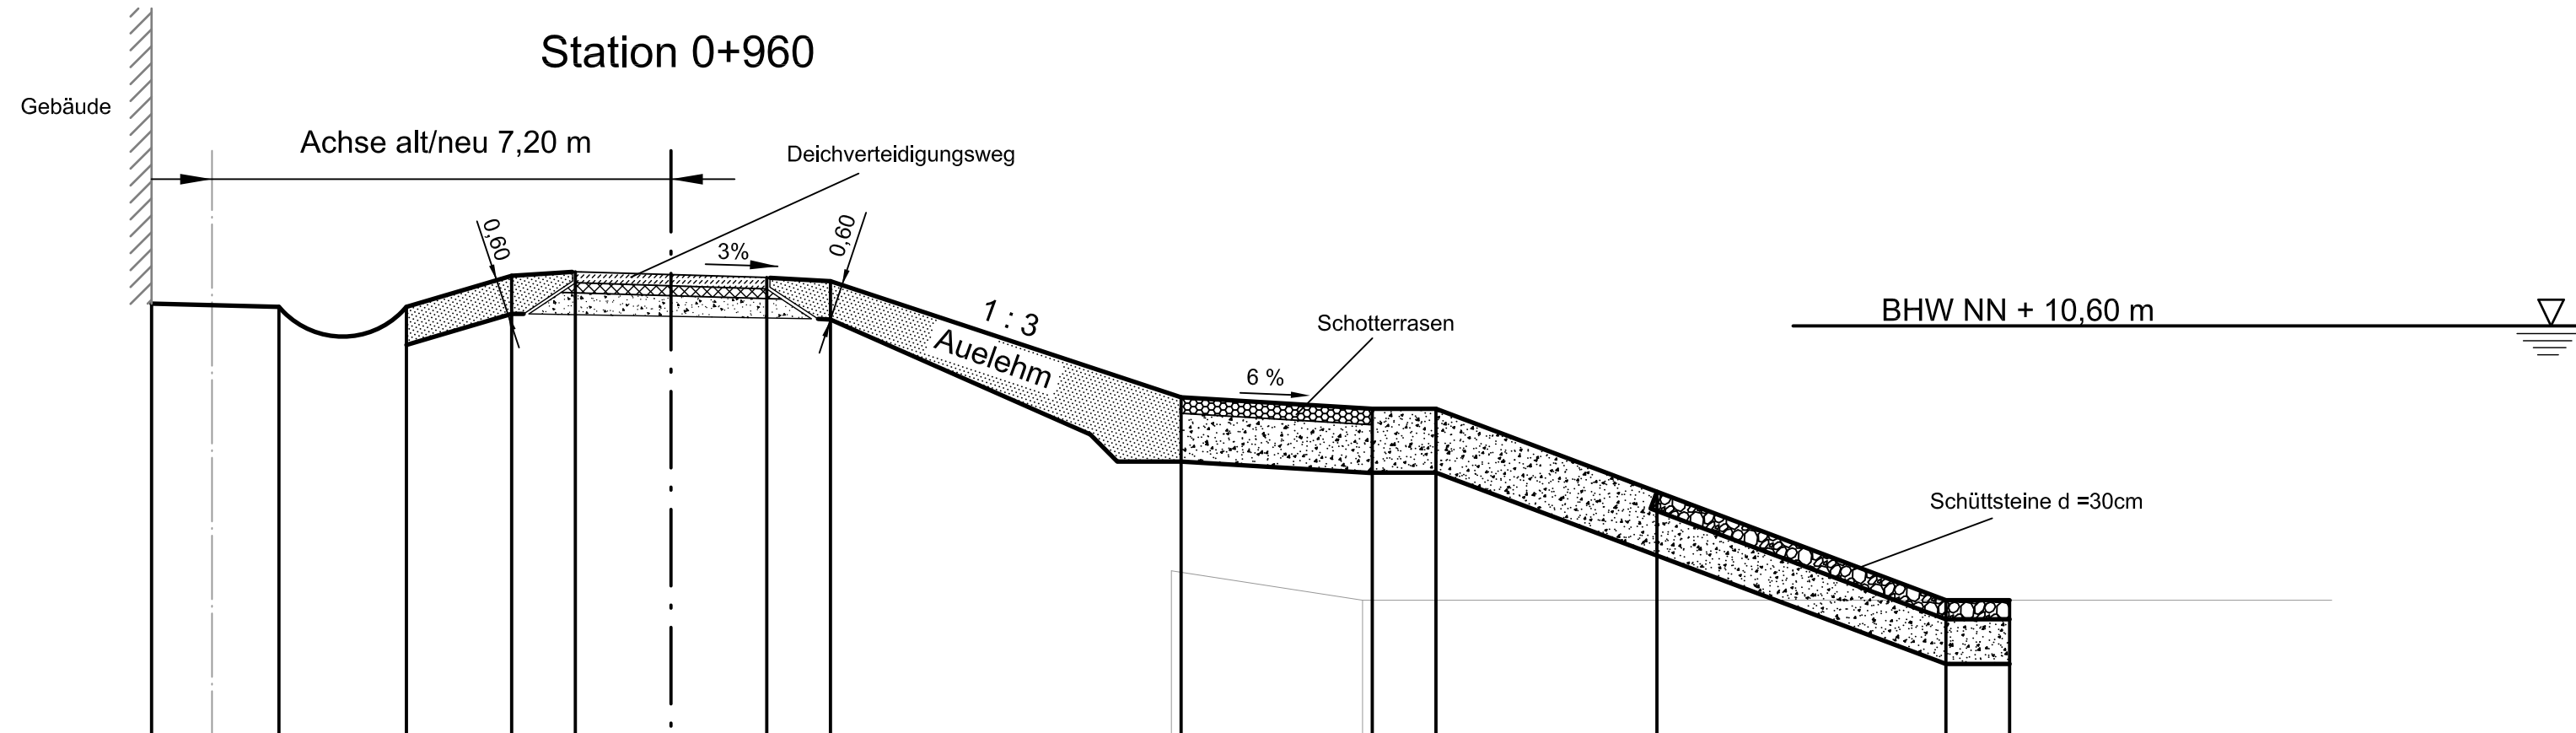 Station 0+960
Gebäude
Achse alt/neu 7,20 m
Deichverteidigungsweg
0,60
3%
0,60
1 : 3
Auelehm
BHW NN + 10,60 m
Schotterrasen
6 %
Schüttsteine d =30cm